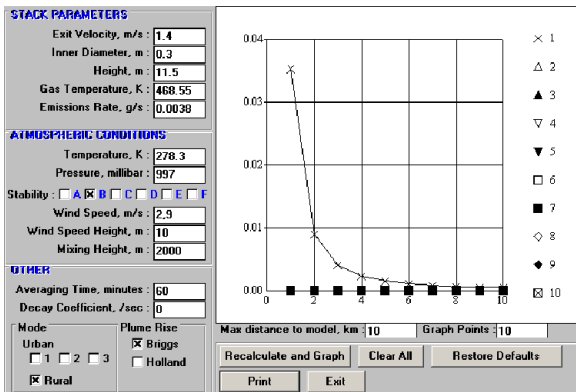 STACK PARAMETERS
Exit Velocity, m/s : 1.4
Inner Diameter, m : 0.3
Height, m : 11.5
Gas Temperature, K : 468.55
Emissions Rate, g/s : 0.0038
ATMOSPHERIC CONDITIONS
Temperature, K : 278.3
Pressure, millibar : 997
Stability : A B C D E F
Wind Speed, m/s : 2.9
Wind Speed Height, m : 10
Mixing Height, m : 2000
OTHER
Averaging Time, minutes : 60
Decay Coefficient, /sec : 0
Mode
Urban
1 2 3
Rural
Plume Rise
Briggs
Holland
0.04
0.03
0.02
0.01
0.00
0 2 4 6 8 10
1
2
3
4
5
6
7
8
9
10
Max distance to model, km : 10 Graph Points : 10
Recalculate and Graph Clear All Restore Defaults
Print Exit